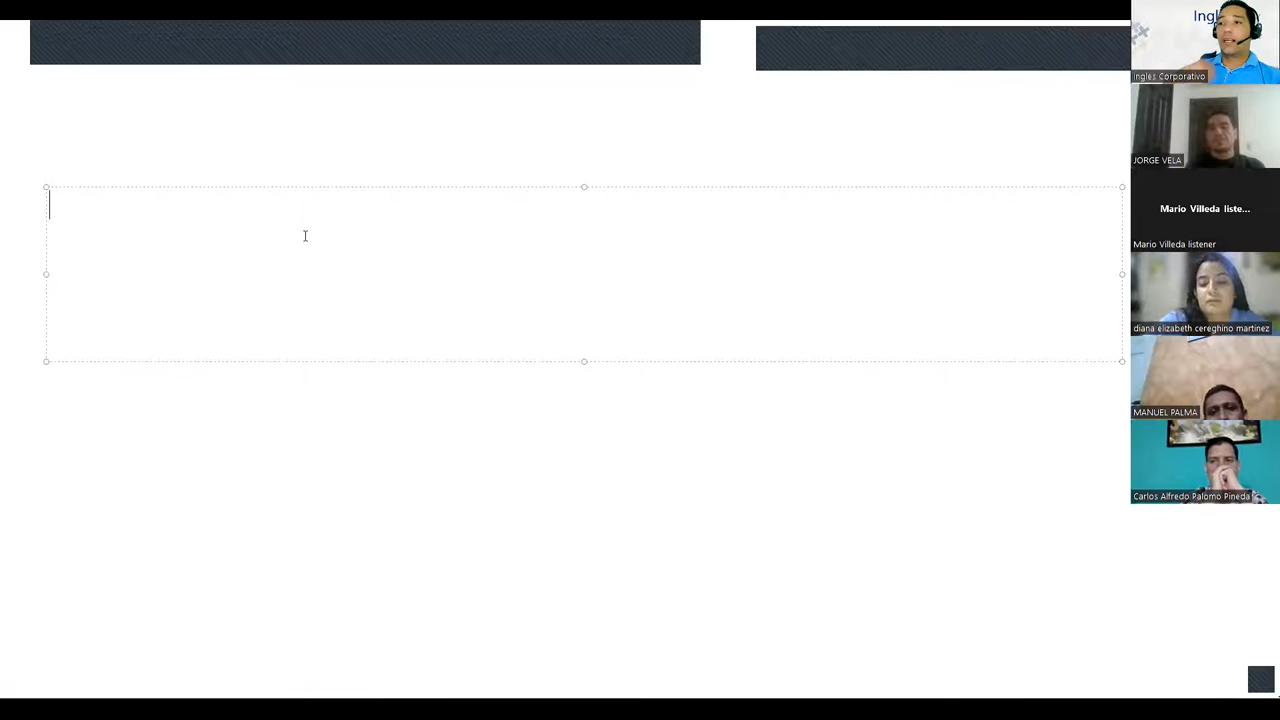 Ingl
Ingles Corporativo
JORGE VELA
Mario Villeda liste...
Mario Villeda listener
diana elizabeth cereghino martinez
MANUEL PALMA
Carlos Alfredo Palomo Pineda